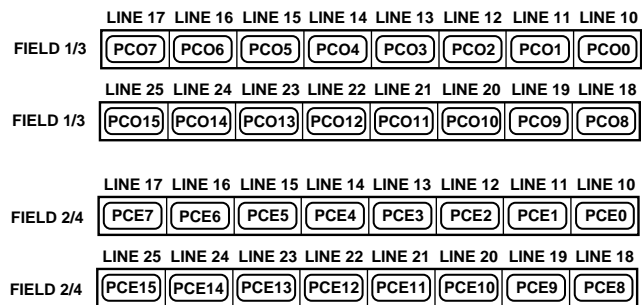 LINE 17 LINE 16 LINE 15 LINE 14 LINE 13 LINE 12 LINE 11 LINE 10
FIELD 1/3 PCO7 PCO6 PCO5 PCO4 PCO3 PCO2 PCO1 PCO0
LINE 25 LINE 24 LINE 23 LINE 22 LINE 21 LINE 20 LINE 19 LINE 18
FIELD 1/3 PCO15 PCO14 PCO13 PCO12 PCO11 PCO10 PCO9 PCO8
LINE 17 LINE 16 LINE 15 LINE 14 LINE 13 LINE 12 LINE 11 LINE 10
FIELD 2/4 PCE7 PCE6 PCE5 PCE4 PCE3 PCE2 PCE1 PCE0
LINE 25 LINE 24 LINE 23 LINE 22 LINE 21 LINE 20 LINE 19 LINE 18
FIELD 2/4 PCE15 PCE14 PCE13 PCE12 PCE11 PCE10 PCE9 PCE8